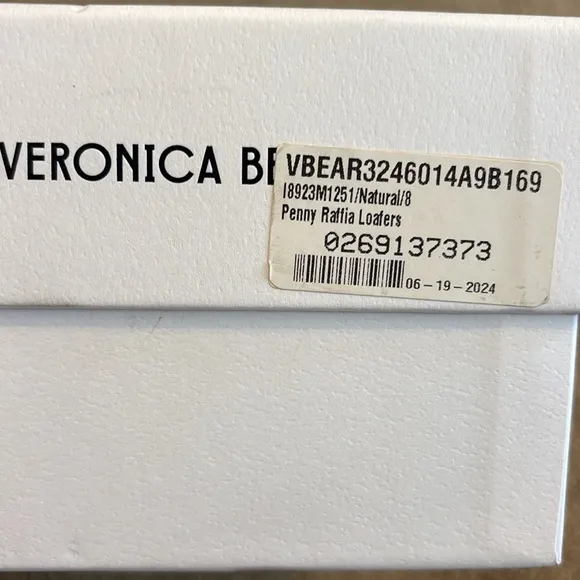 VERONICA BE
VBEAR3246014A9B169
I8923M1251/Natural/8
Penny Raffia Loafers
0269137373
06-19-2024